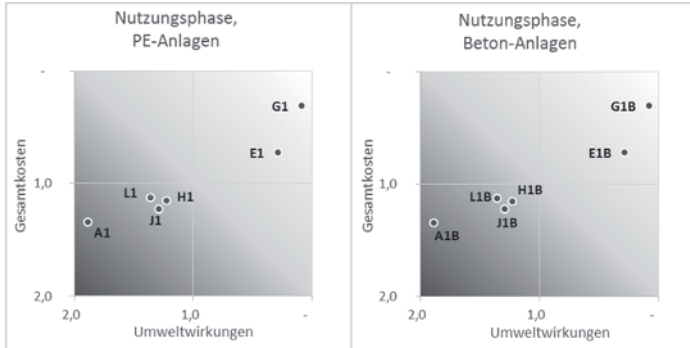 Nutzungsphase,
PE-Anlagen
-
G1
E1
Gesamtkosten
1,0
L1
H1
J1
A1
2,0
2,0
1,0
-
Umweltwirkungen
Nutzungsphase,
Beton-Anlagen
-
G1B
E1B
Gesamtkosten
1,0
L1B
H1B
J1B
A1B
2,0
2,0
1,0
-
Umweltwirkungen